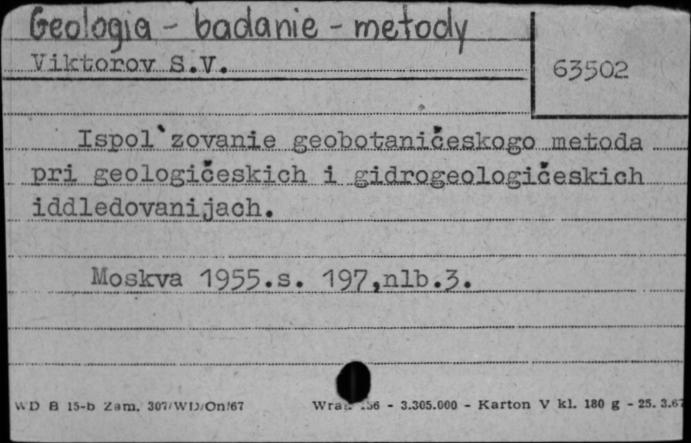 Geologia - badanie - metody
Viktorov S.V.
63502
Ispol`zovanie geobotaničeskogo metoda
pri geologičeskich i gidrogeologičeskich
iddledovanijach.
Moskva 1955.s. 197,nlb.3.
WD B 15-b Zam. 307/WD/On/67 - 3.305.000 - Karton V kl. 180 g - 25. 3.67